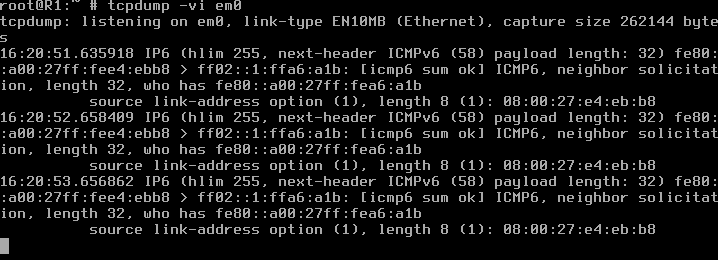 root@R1:~ # tcpdump -vi em0
tcpdump: listening on em0, link-type EN10MB (Ethernet), capture size 262144 byte
s
16:20:51.635918 IP6 (hlim 255, next-header ICMPv6 (58) payload length: 32) fe80:
:a00:27ff:fee4:ebb8 > ff02::1:ffa6:a1b: [icmp6 sum ok] ICMP6, neighbor solicitat
ion, length 32, who has fe80::a00:27ff:fea6:a1b
source link-address option (1), length 8 (1): 08:00:27:e4:eb:b8
16:20:52.658409 IP6 (hlim 255, next-header ICMPv6 (58) payload length: 32) fe80:
:a00:27ff:fee4:ebb8 > ff02::1:ffa6:a1b: [icmp6 sum ok] ICMP6, neighbor solicitat
ion, length 32, who has fe80::a00:27ff:fea6:a1b
source link-address option (1), length 8 (1): 08:00:27:e4:eb:b8
16:20:53.656862 IP6 (hlim 255, next-header ICMPv6 (58) payload length: 32) fe80:
:a00:27ff:fee4:ebb8 > ff02::1:ffa6:a1b: [icmp6 sum ok] ICMP6, neighbor solicitat
ion, length 32, who has fe80::a00:27ff:fea6:a1b
source link-address option (1), length 8 (1): 08:00:27:e4:eb:b8